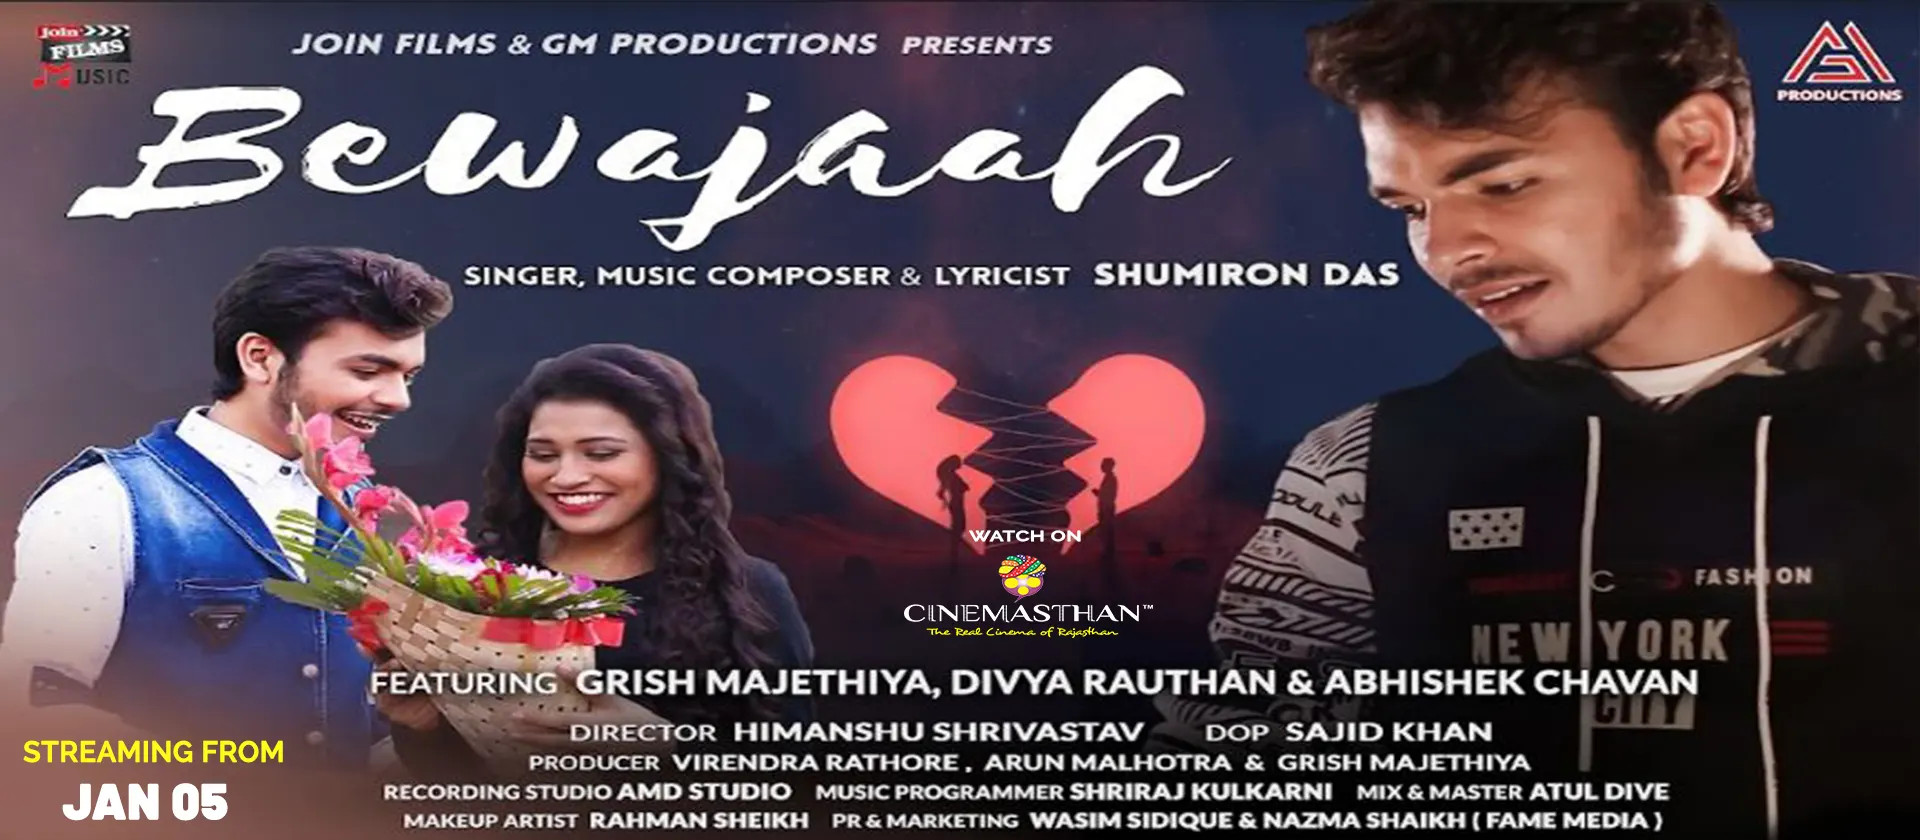 Join FILMS MUSIC
JOIN FILMS & GM PRODUCTIONS PRESENTS
PRODUCTIONS
Bewajaah
SINGER, MUSIC COMPOSER & LYRICIST SHUMIRON DAS
WATCH ON
CINEMASTHAN™
The Real Cinema of Rajasthan
FASHION
NEW YORK
CITY
FEATURING GRISH MAJETHIYA, DIVYA RAUTHAN & ABHISHEK CHAVAN
DIRECTOR HIMANSHU SHRIVASTAV DOP SAJID KHAN
PRODUCER VIRENDRA RATHORE, ARUN MALHOTRA & GRISH MAJETHIYA
RECORDING STUDIO AMD STUDIO MUSIC PROGRAMMER SHRIRAJ KULKARNI MIX & MASTER ATUL DIVE
MAKEUP ARTIST RAHMAN SHEIKH PR & MARKETING WASIM SIDIQUE & NAZMA SHAIKH ( FAME MEDIA )
STREAMING FROM
JAN 05